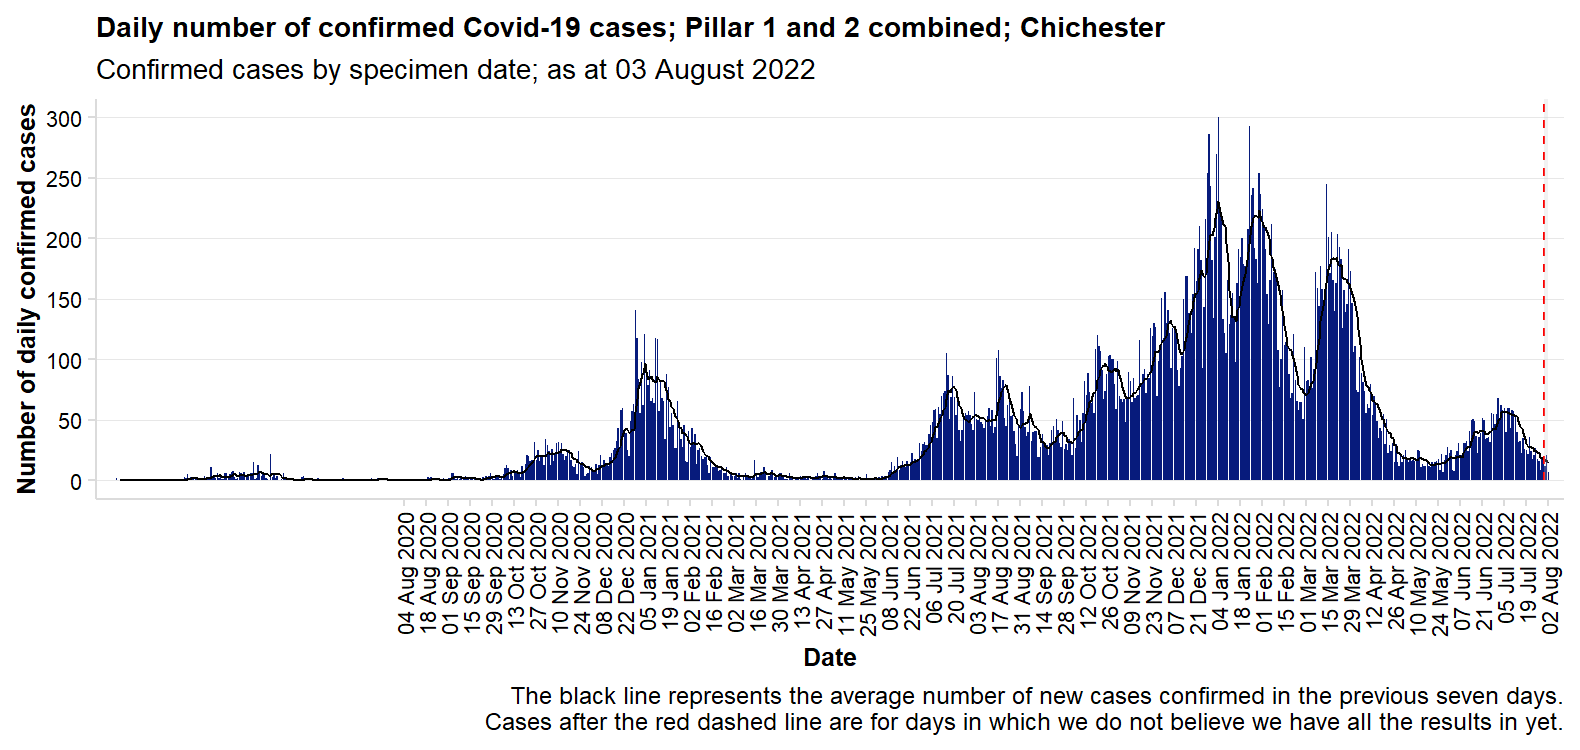 Daily number of confirmed Covid-19 cases; Pillar 1 and 2 combined; Chichester
Confirmed cases by specimen date; as at 03 August 2022
Number of daily confirmed cases
300
250
200
150
100
50
0
04 Aug 2020
18 Aug 2020
01 Sep 2020
15 Sep 2020
29 Sep 2020
13 Oct 2020
27 Oct 2020
10 Nov 2020
24 Nov 2020
08 Dec 2020
22 Dec 2020
05 Jan 2021
19 Jan 2021
02 Feb 2021
16 Feb 2021
02 Mar 2021
16 Mar 2021
30 Mar 2021
13 Apr 2021
27 Apr 2021
11 May 2021
25 May 2021
08 Jun 2021
22 Jun 2021
06 Jul 2021
20 Jul 2021
03 Aug 2021
17 Aug 2021
31 Aug 2021
14 Sep 2021
28 Sep 2021
12 Oct 2021
26 Oct 2021
09 Nov 2021
23 Nov 2021
07 Dec 2021
21 Dec 2021
04 Jan 2022
18 Jan 2022
01 Feb 2022
15 Feb 2022
01 Mar 2022
15 Mar 2022
29 Mar 2022
12 Apr 2022
26 Apr 2022
10 May 2022
24 May 2022
07 Jun 2022
21 Jun 2022
05 Jul 2022
19 Jul 2022
02 Aug 2022
Date
The black line represents the average number of new cases confirmed in the previous seven days.
Cases after the red dashed line are for days in which we do not believe we have all the results in yet.